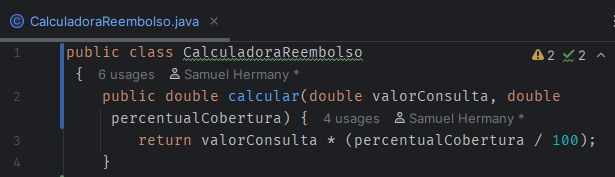 CalculadoraReembolso.java ×
1 public class CalculadoraReembolso 2 2
{ 6 usages Samuel Hermany *
2 public double calcular(double valorConsulta, double
percentualCobertura) { 4 usages Samuel Hermany *
3 return valorConsulta * (percentualCobertura / 100);
4 }